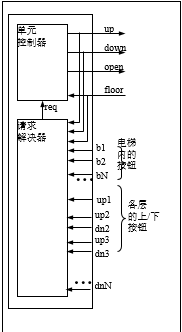 单元
控制器
up
down
open
floor
req
请求
解决器
b1
b2
bN
电梯
内的
按钮
up1
up2
dn2
up3
dn3
各层
的上/下
按钮
dnN